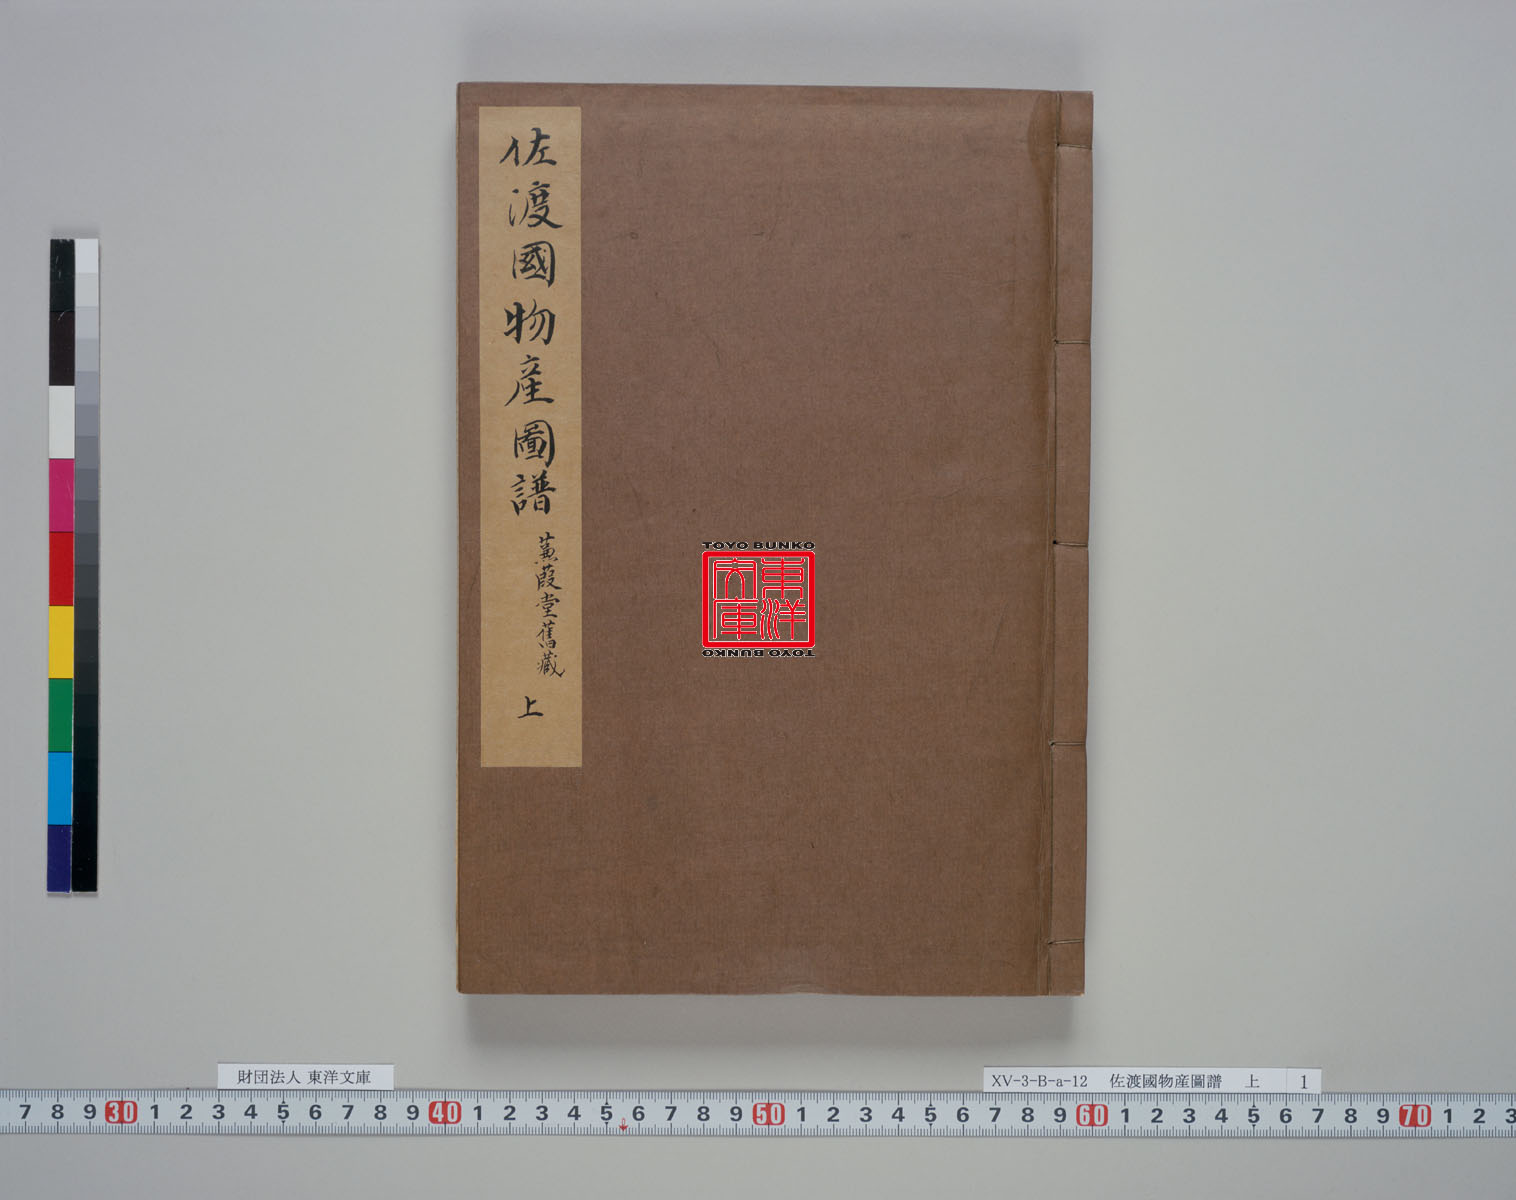 佐渡國物産圖譜
蒹葭堂舊藏
上
TOYO BUNKO
東洋文庫
TOYO BUNKO
財団法人 東洋文庫
XV-3-B-a-12 佐渡國物産圖譜 上 1
7 8 9 30 1 2 3 4 5 6 7 8 9 40 1 2 3 4 5 6 7 8 9 50 1 2 3 4 5 6 7 8 9 60 1 2 3 4 5 6 7 8 9 70 1 2 3